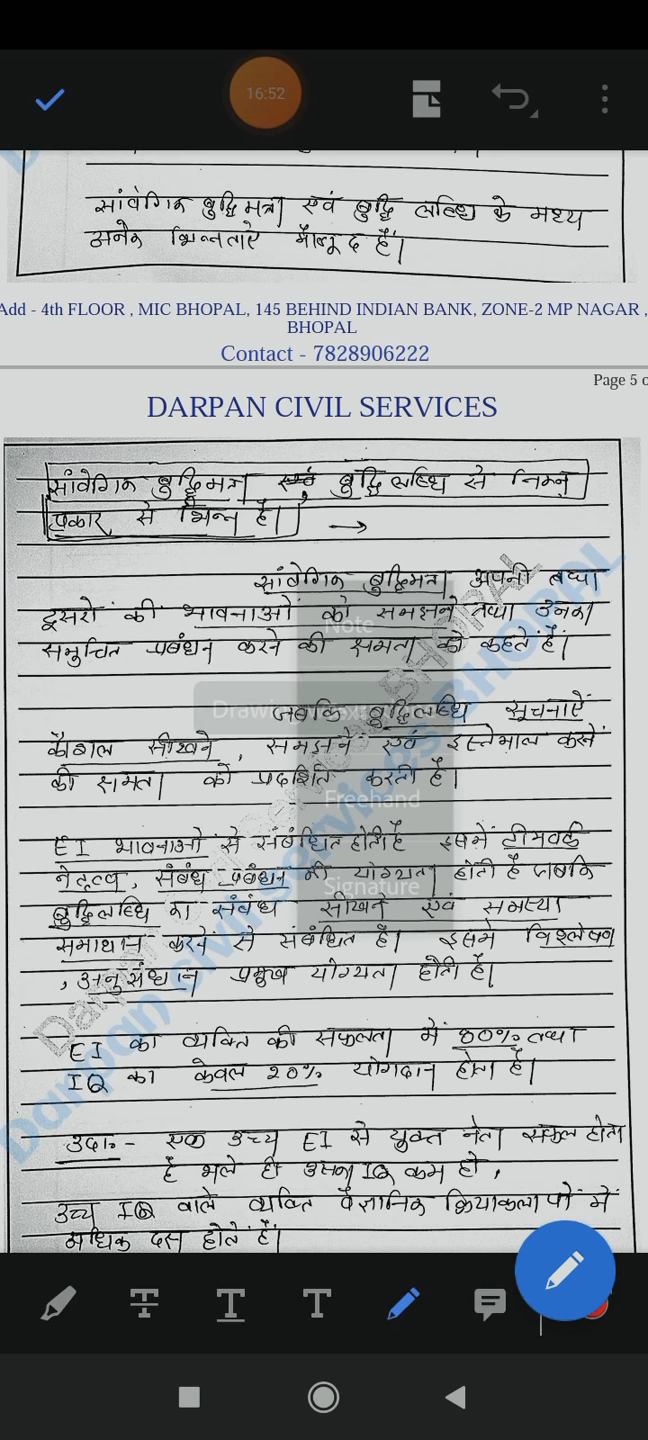 16:52
सांवेगिक बुद्धिमत्ता एवं बुद्धि लब्धि के मध्य
अनेक भिन्नताऐं मौजूद हैं।
Add - 4th FLOOR , MIC BHOPAL, 145 BEHIND INDIAN BANK, ZONE-2 MP NAGAR ,
BHOPAL
Contact - 7828906222
Page 5 o
DARPAN CIVIL SERVICES
सांवेगिक बुद्धिमत्ता, बुद्धि लब्धि से निम्न
प्रकार से भिन्न है। →
सांवेगिक बुद्धिमत्ता अपनी तथा
दूसरों की भावनाओं को समझने तथा उनका
समुचित प्रबंधन करने की क्षमता को कहते हैं।
Note
जबकि बुद्धिलब्धि सूचनाऐं
कौशल सीखने, समझने एवं इस्तेमाल करने
की क्षमता को प्रदर्शित करती है।
Freehand
EI भावनाओं से संबंधित होती है इसमें टीमवर्क
नेतृत्व, संबंध प्रबंधन की योग्यता होती है जबकि
Signature
बुद्धिलब्धि का संबंध सीखने एवं समस्या
समाधान करने से संबंधित है। इसमें विश्लेषण
, अनुसंधान प्रमुख योग्यता होती है।
EI का व्यक्ति की सफलता में 80% तथा
IQ का केवल 20% योगदान होता है।
उदा॰- एक उच्च EI से युक्त नेता सफल होता
है भले ही उसका IQ कम हो,
उच्च IQ वाले व्यक्ति वैज्ञानिक क्रियाकलापों में
अधिक दक्ष होते हैं।
Darpan civil services BHOPAL